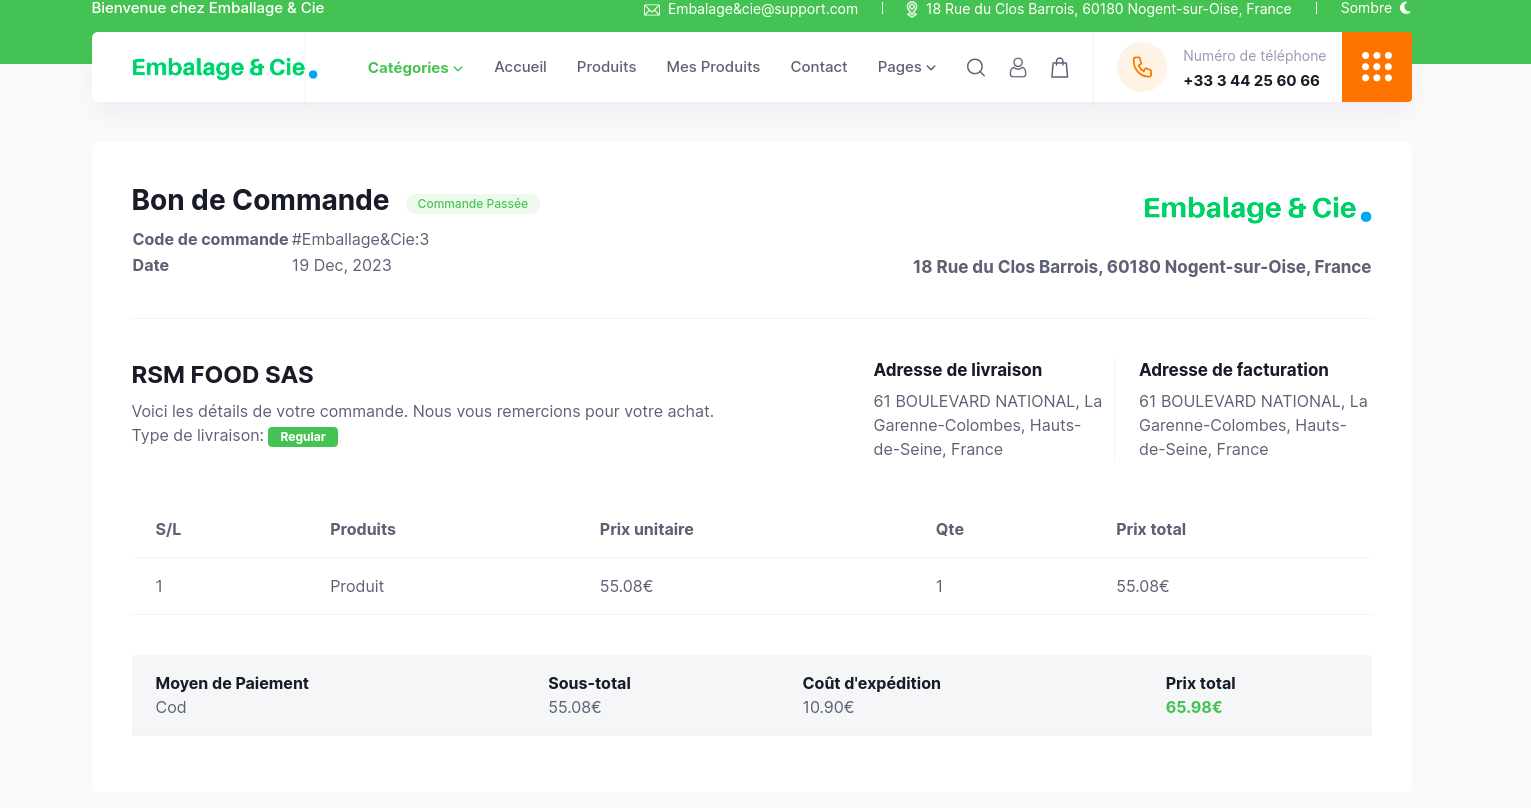 Bienvenue chez Emballage & Cie
Embalage&cie@support.com
18 Rue du Clos Barrois, 60180 Nogent-sur-Oise, France
Sombre
Embalage & Cie
Catégories
Accueil
Produits
Mes Produits
Contact
Pages
Numéro de téléphone
+33 3 44 25 60 66
Bon de Commande
Commande Passée
Embalage & Cie
Code de commande #Emballage&Cie:3
Date 19 Dec, 2023
18 Rue du Clos Barrois, 60180 Nogent-sur-Oise, France
RSM FOOD SAS
Voici les détails de votre commande. Nous vous remercions pour votre achat.
Type de livraison: Regular
Adresse de livraison
61 BOULEVARD NATIONAL, La
Garenne-Colombes, Hauts-
de-Seine, France
Adresse de facturation
61 BOULEVARD NATIONAL, La
Garenne-Colombes, Hauts-
de-Seine, France
S/L Produits Prix unitaire Qte Prix total
1 Produit 55.08€ 1 55.08€
Moyen de Paiement Sous-total Coût d'expédition Prix total
Cod 55.08€ 10.90€ 65.98€